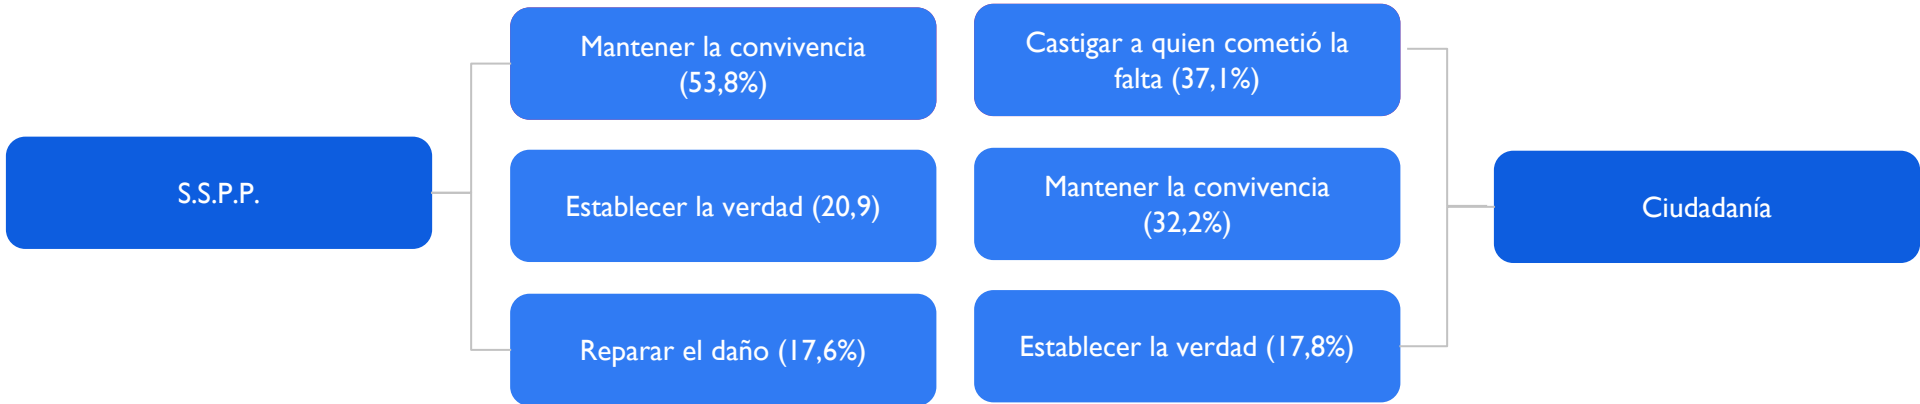 S.S.P.P.
Mantener la convivencia
(53,8%)
Establecer la verdad (20,9)
Reparar el daño (17,6%)
Castigar a quien cometió la
falta (37,1%)
Mantener la convivencia
(32,2%)
Establecer la verdad (17,8%)
Ciudadanía